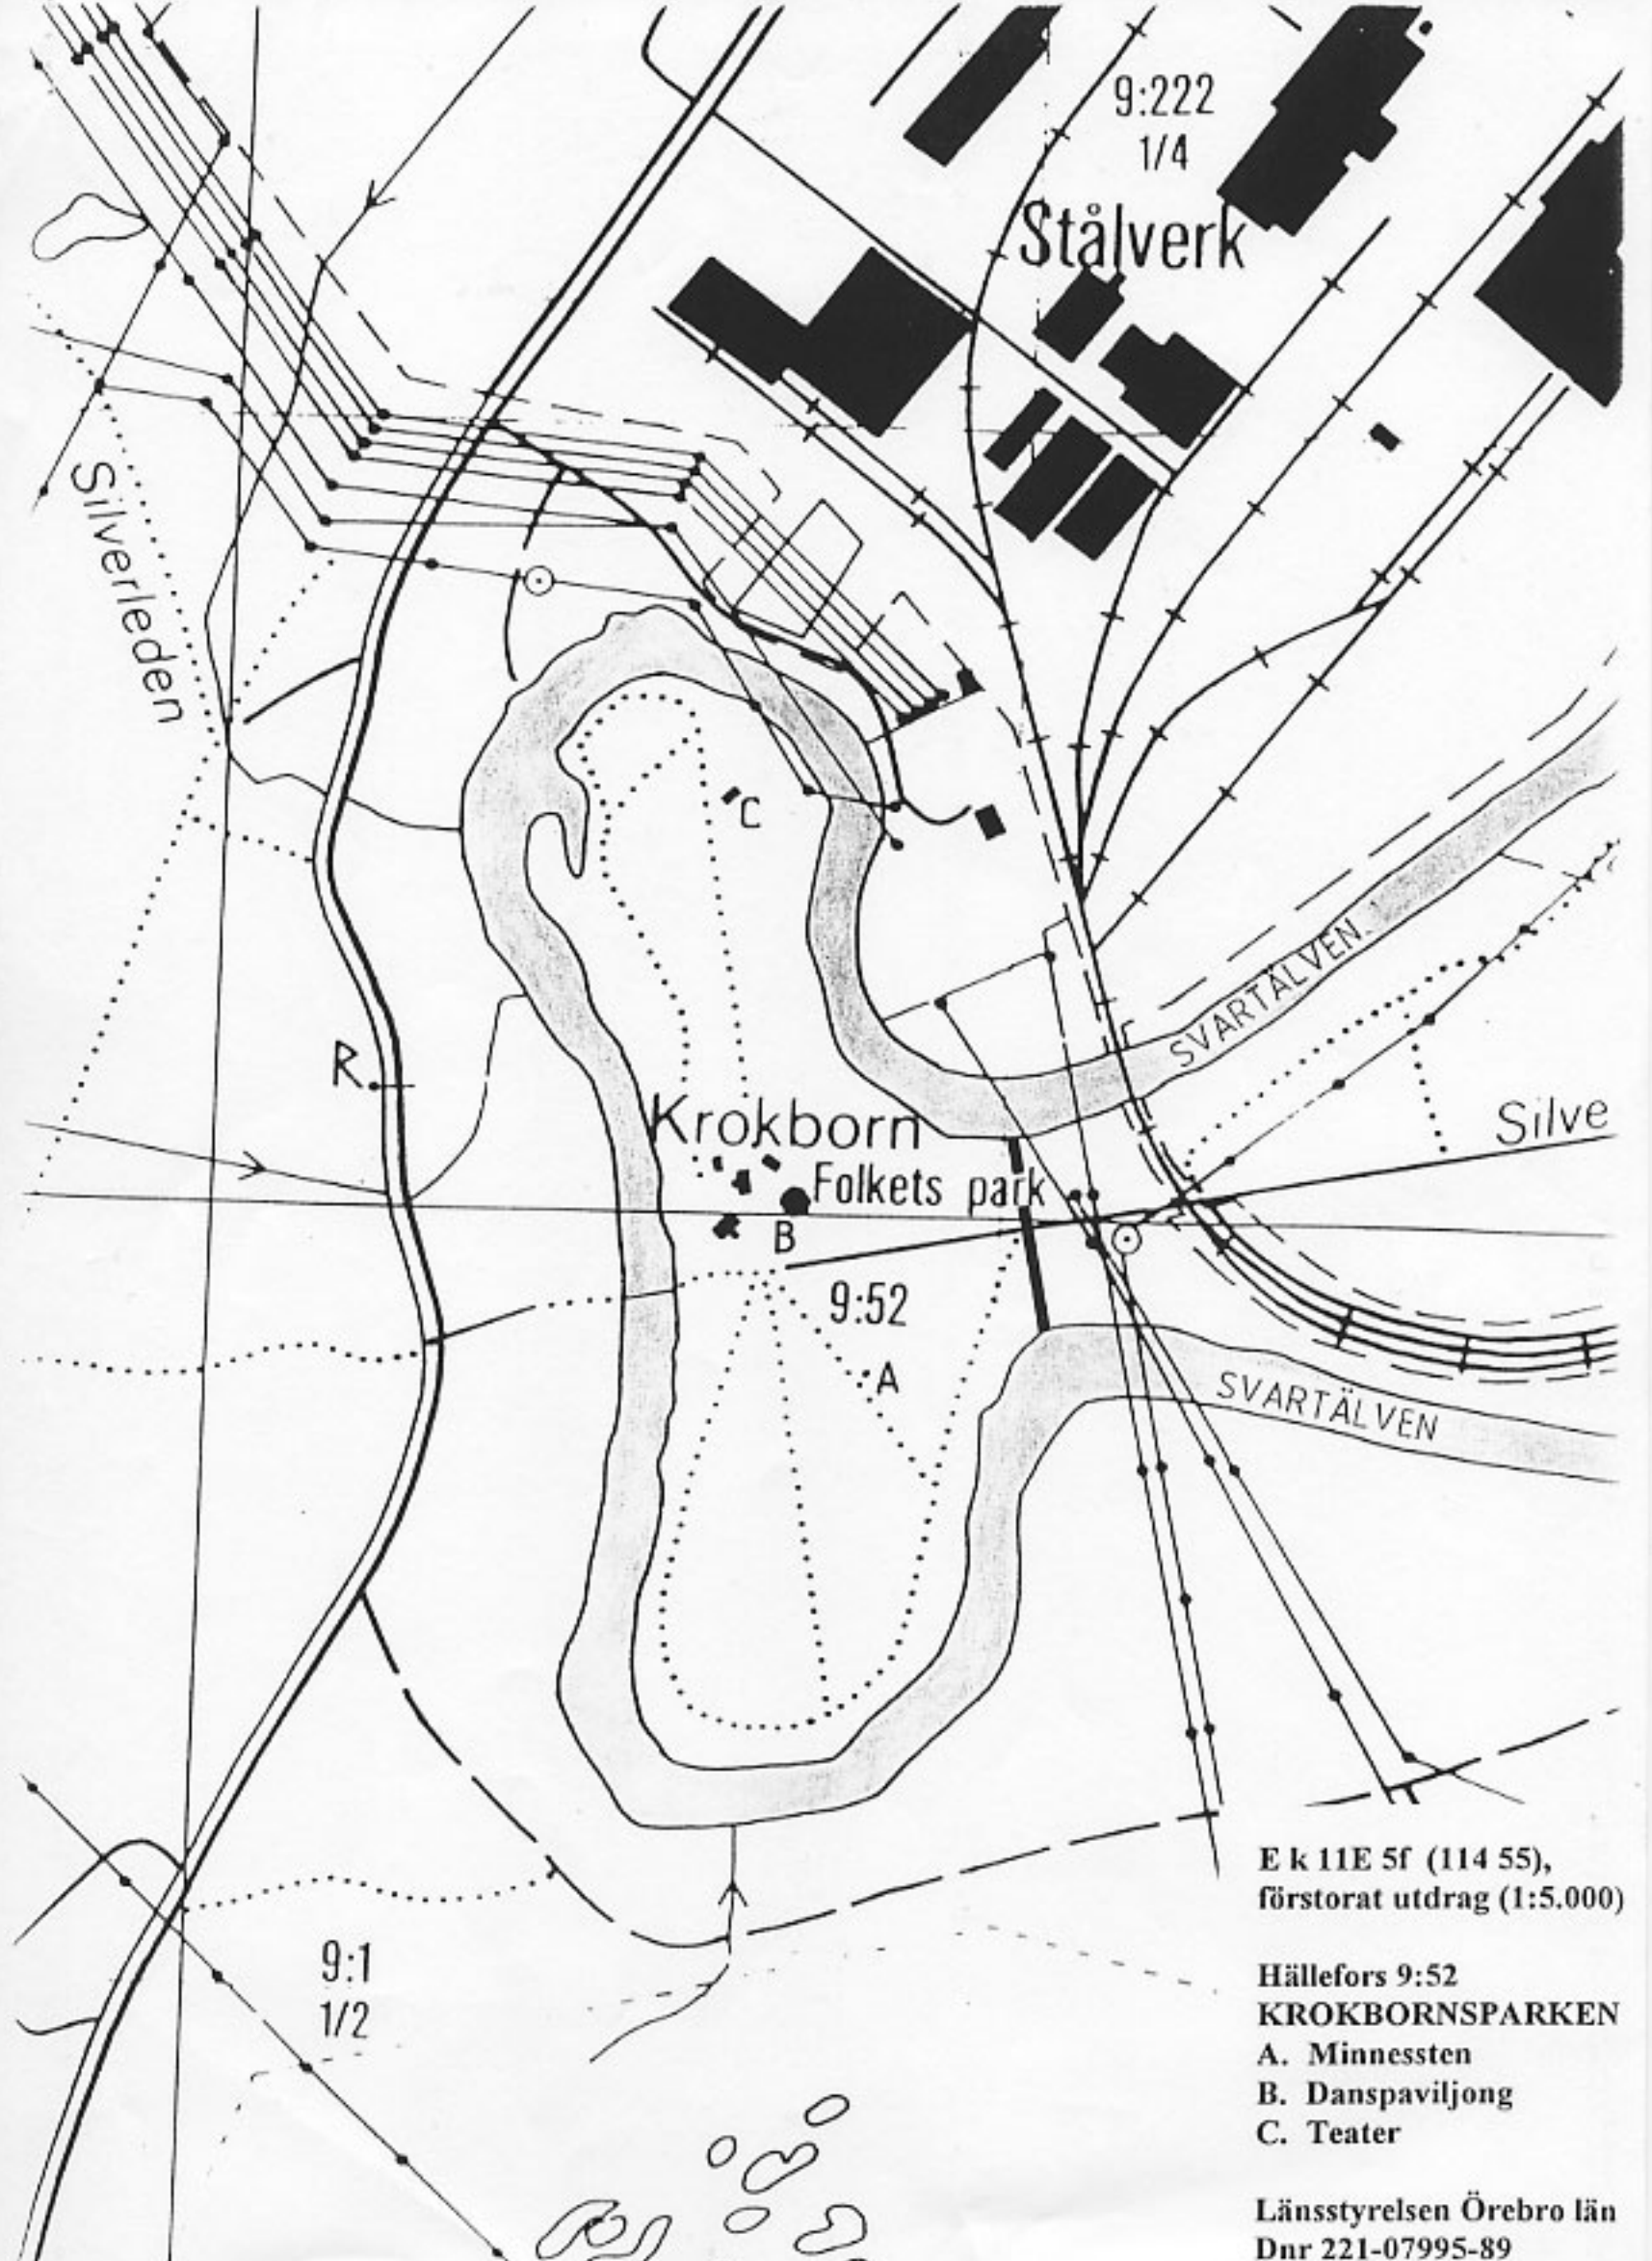 9:222
1/4
Stålverk
Silverleden
C
SVARTÄLVEN
R
Krokborn
Silve
Folkets park
B
9:52
A
SVARTÄLVEN
E k 11E 5f (114 55),
förstorat utdrag (1:5.000)
9:1
1/2
Hällefors 9:52
KROKBORNSPARKEN
A. Minnessten
B. Danspaviljong
C. Teater
Länsstyrelsen Örebro län
Dnr 221-07995-89